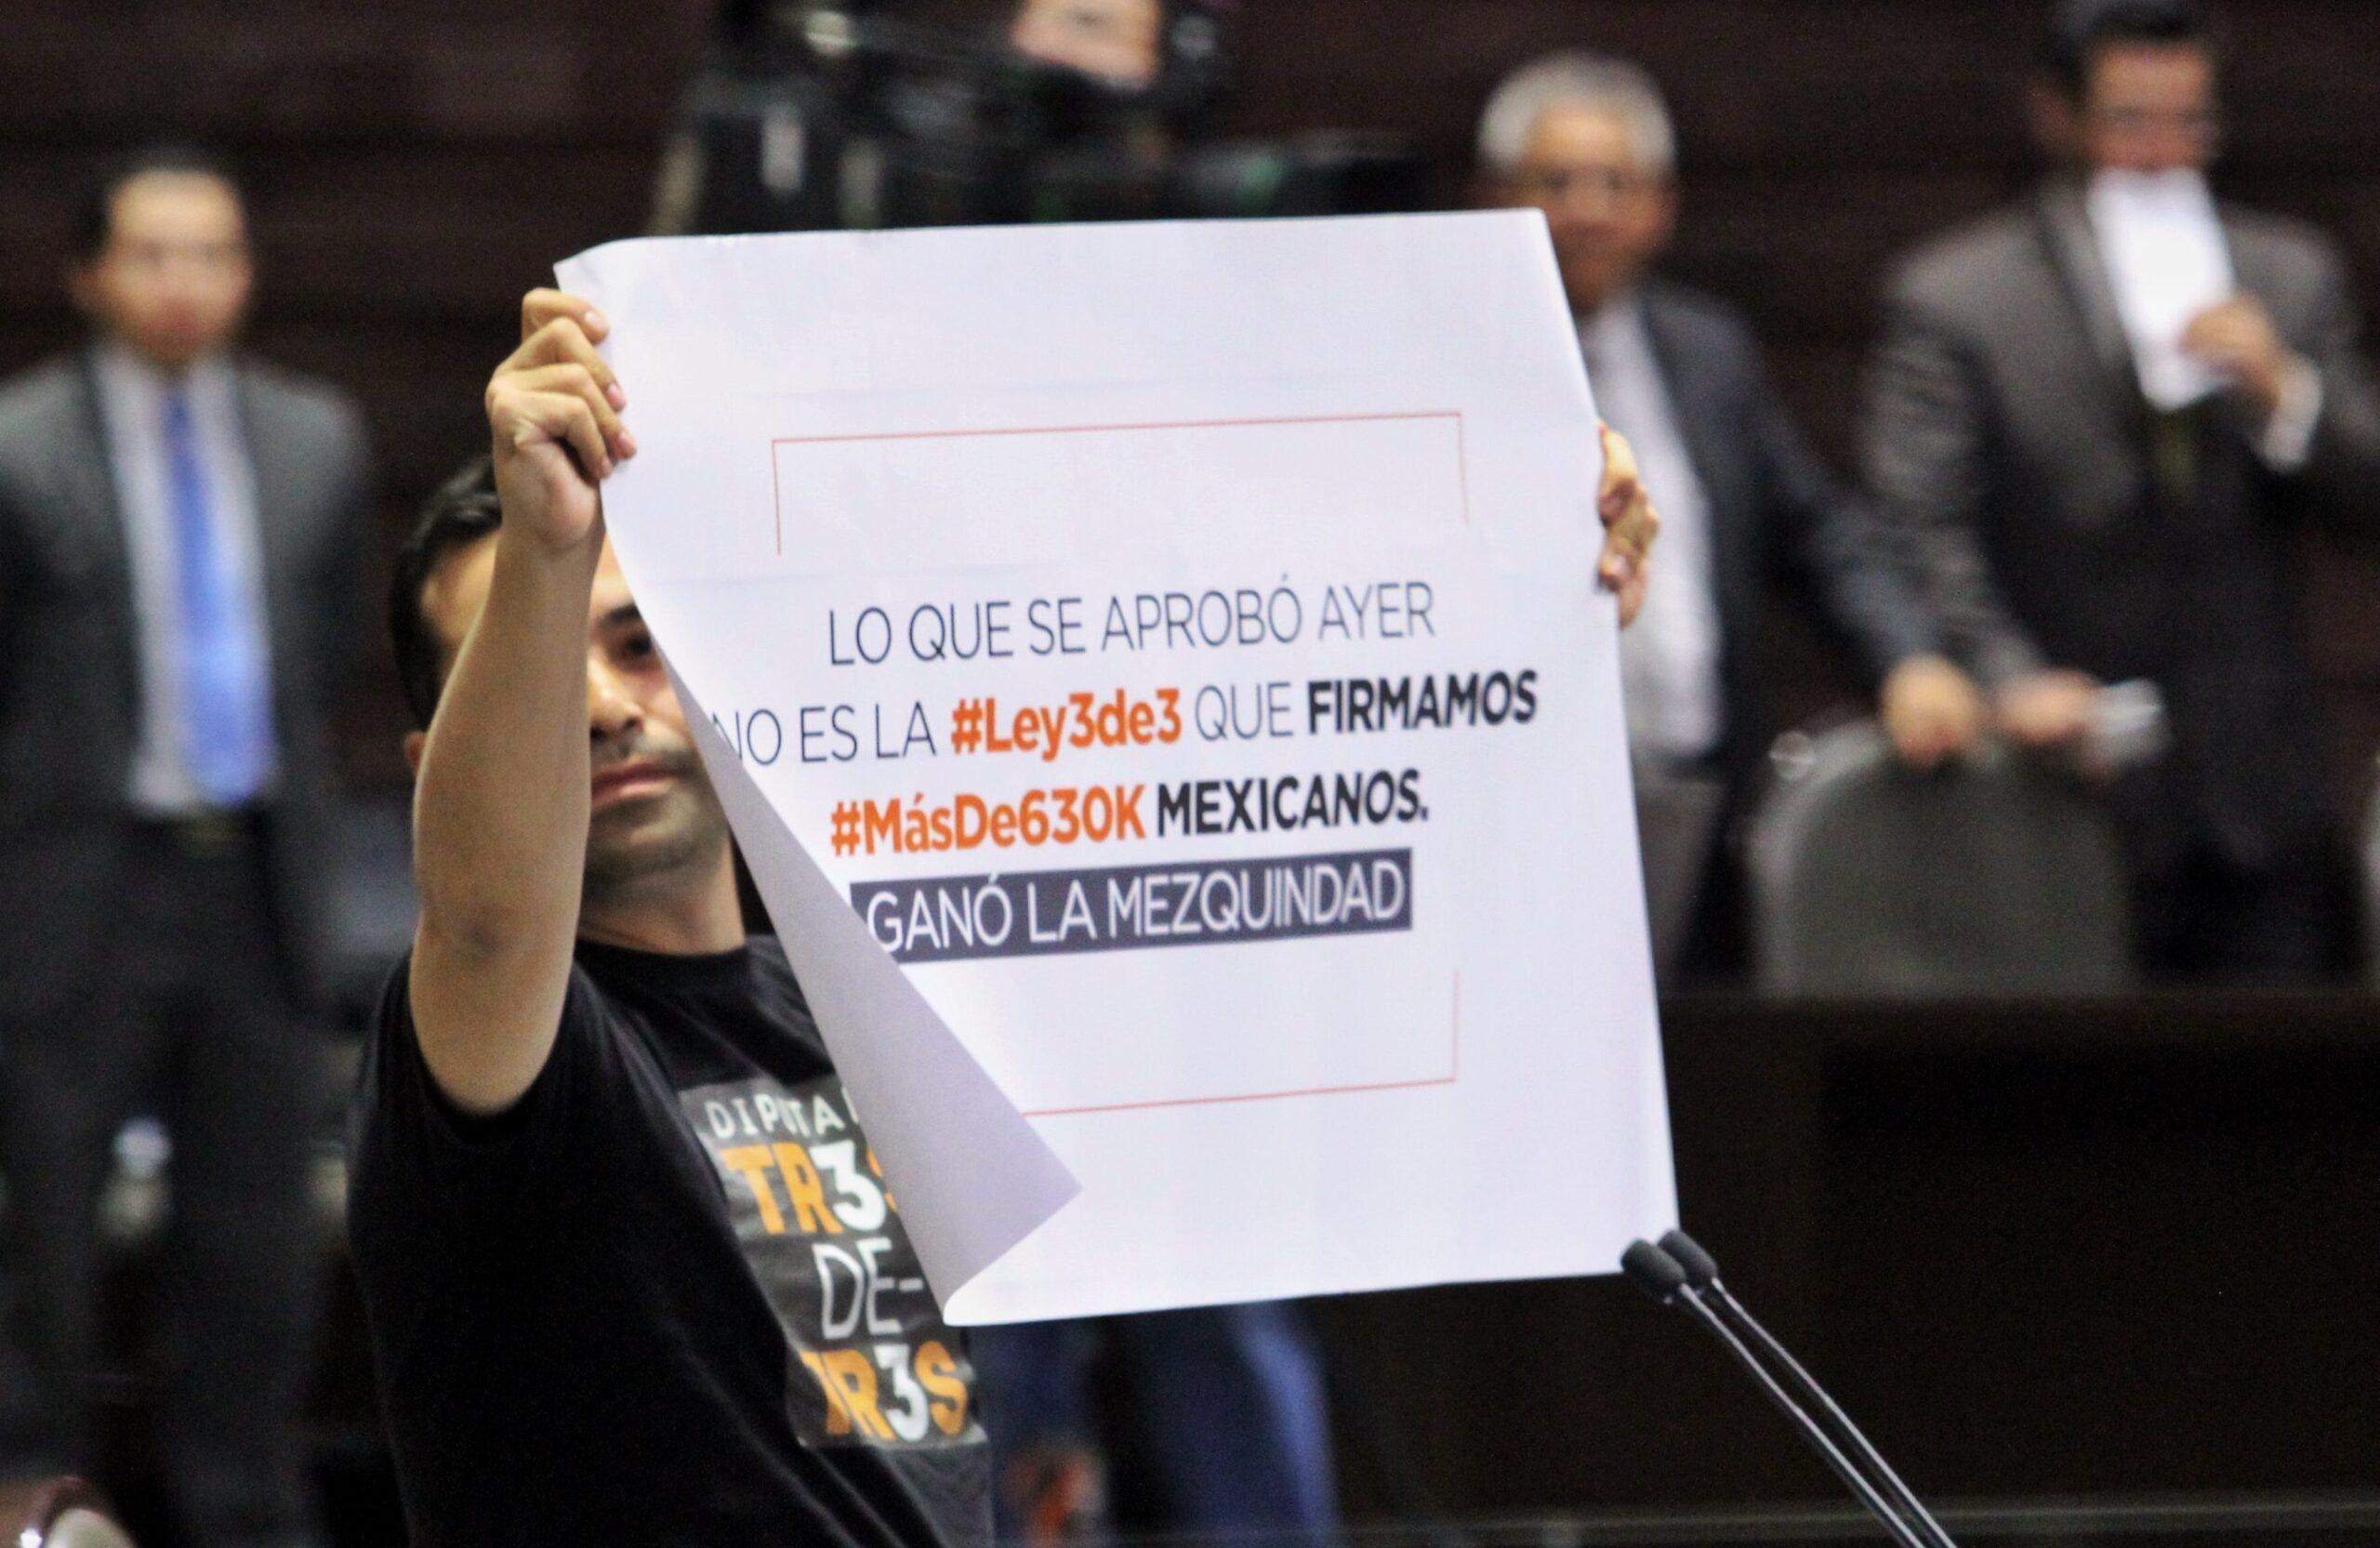 LO QUE SE APROBÓ AYER
NO ES LA #Ley3de3 QUE FIRMAMOS
#MásDe630K MEXICANOS.
GANÓ LA MEZQUINDAD
TR3S
DE-
TR3S